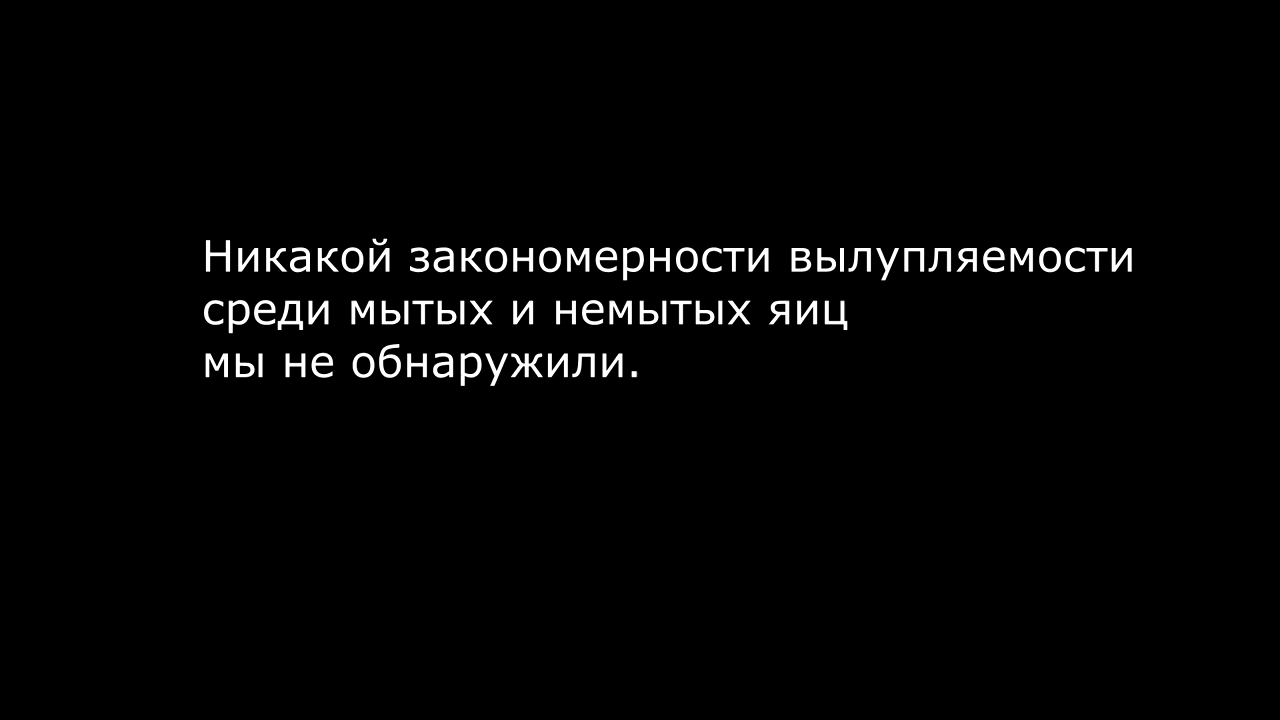 Никакой закономерности вылупляемости
среди мытых и немытых яиц
мы не обнаружили.